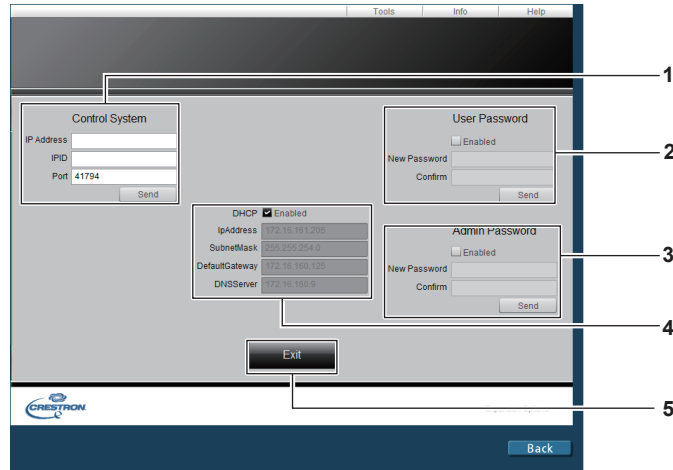 Tools Info Help
1
Control System
IP Address
IPID
Port 41794
Send
User Password
Enabled
New Password
Confirm
Send
2
DHCP Enabled
IpAddress 172.16.161.205
SubnetMask 255.255.254.0
DefaultGateway 172.16.160.125
DNSServer 172.16.160.9
Admin Password
Enabled
New Password
Confirm
Send
3
4
Exit
CRESTRON
5
Back